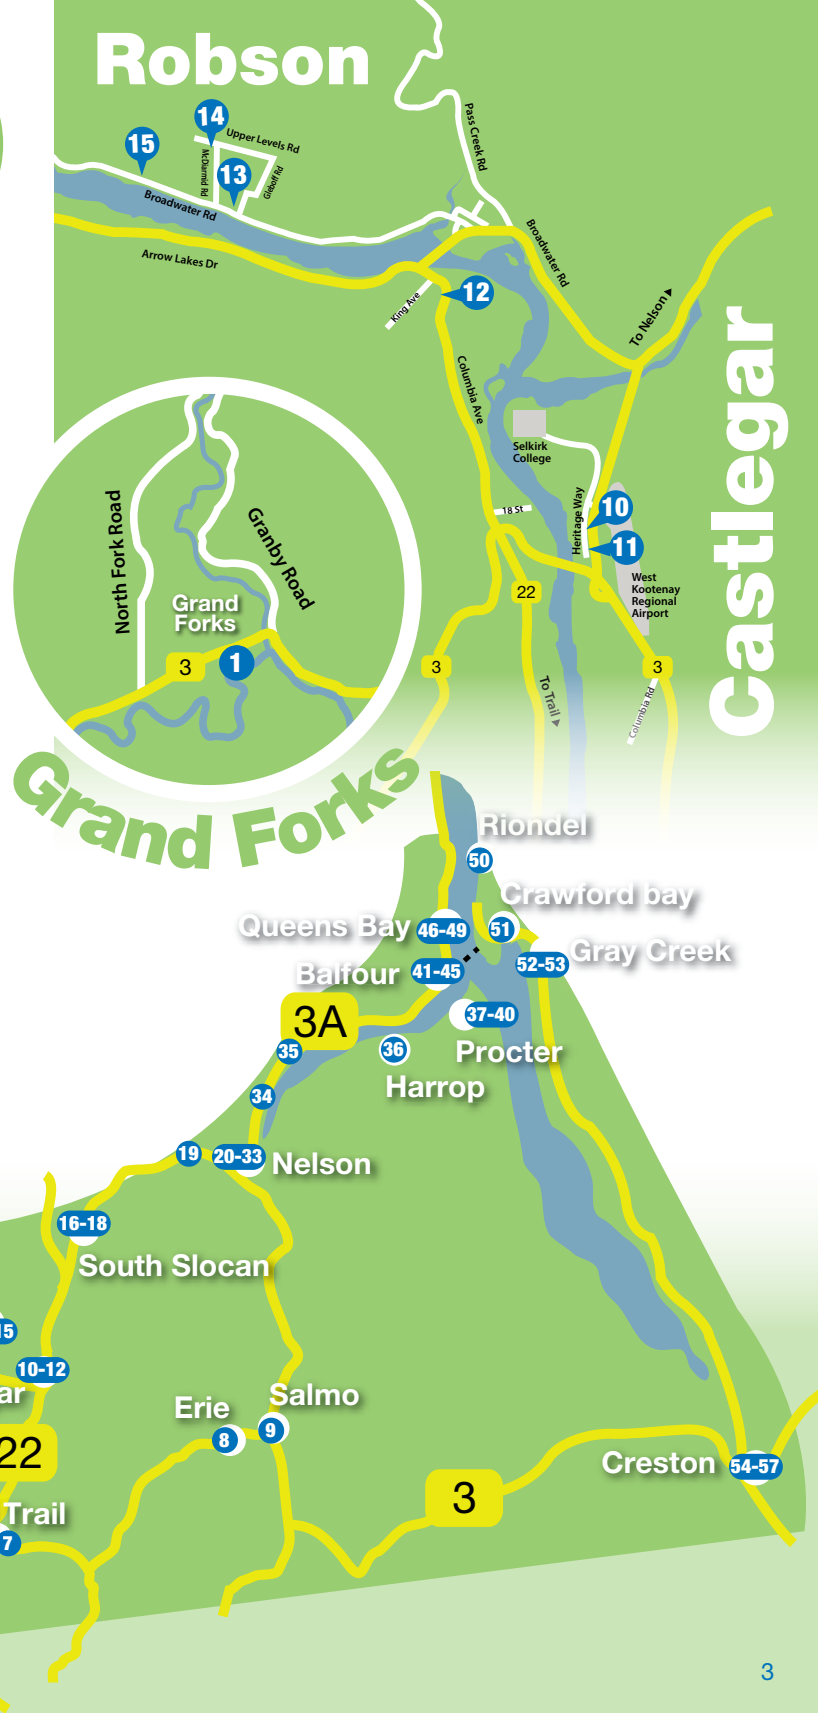 Robson
14
15
Upper Levels Rd
McDiarmid Rd
13
Gleboff Rd
Pass Creek Rd
Broadwater Rd
Broadwater Rd
Arrow Lakes Dr
12
King Ave
To Nelson
Castlegar
Columbia Ave
Selkirk
College
18 St
Heritage Way
10
11
West
Kootenay
Regional
Airport
22
3
3
To Trail
Columbia Rd
North Fork Road
Granby Road
Grand
Forks
3
1
Grand Forks
Riondel
50
Crawford bay
Queens Bay
46-49
51
Gray Creek
52-53
Balfour
41-45
3A
37-40
35
36
Procter
Harrop
34
19
20-33
Nelson
16-18
South Slocan
15
10-12
ar
Erie
Salmo
8
9
22
Creston
54-57
3
Trail
7
3